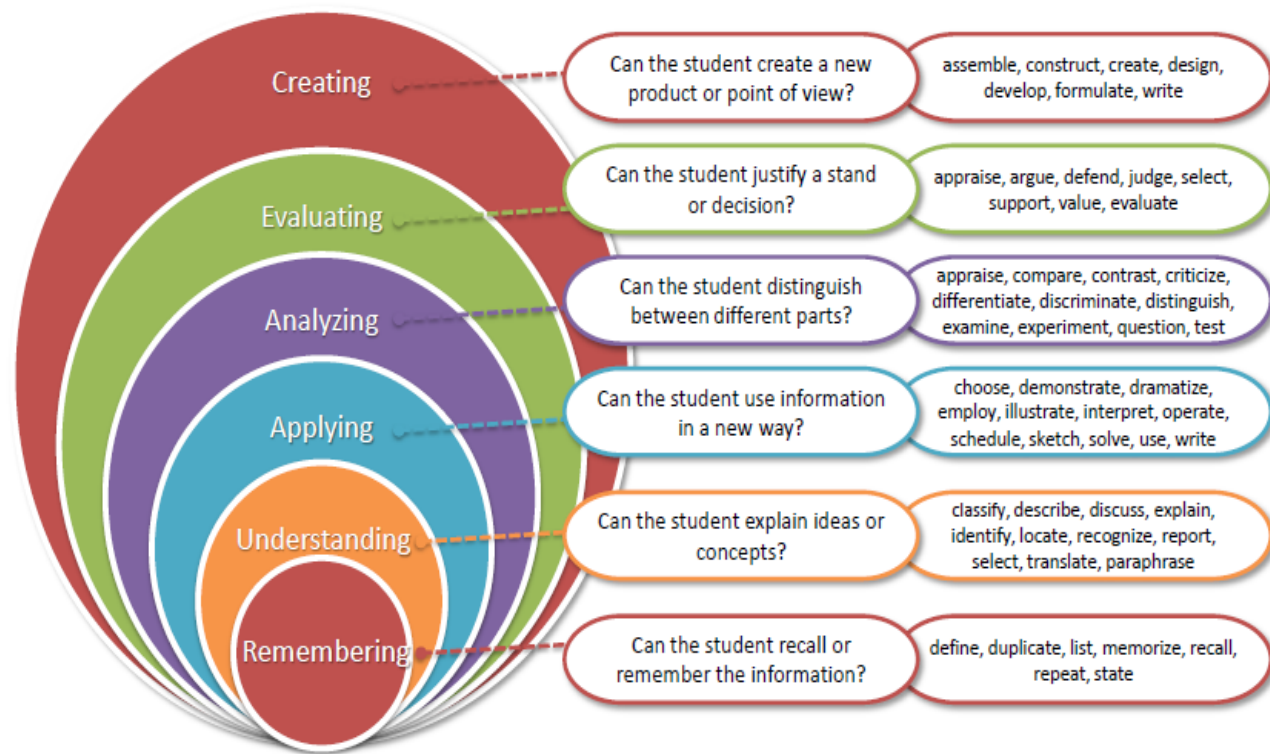 Creating
Can the student create a new
product or point of view?
assemble, construct, create, design,
develop, formulate, write
Evaluating
Can the student justify a stand
or decision?
appraise, argue, defend, judge, select,
support, value, evaluate
Analyzing
Can the student distinguish
between different parts?
appraise, compare, contrast, criticize,
differentiate, discriminate, distinguish,
examine, experiment, question, test
Applying
Can the student use information
in a new way?
choose, demonstrate, dramatize,
employ, illustrate, interpret, operate,
schedule, sketch, solve, use, write
Understanding
Can the student explain ideas or
concepts?
classify, describe, discuss, explain,
identify, locate, recognize, report,
select, translate, paraphrase
Remembering
Can the student recall or
remember the information?
define, duplicate, list, memorize, recall,
repeat, state